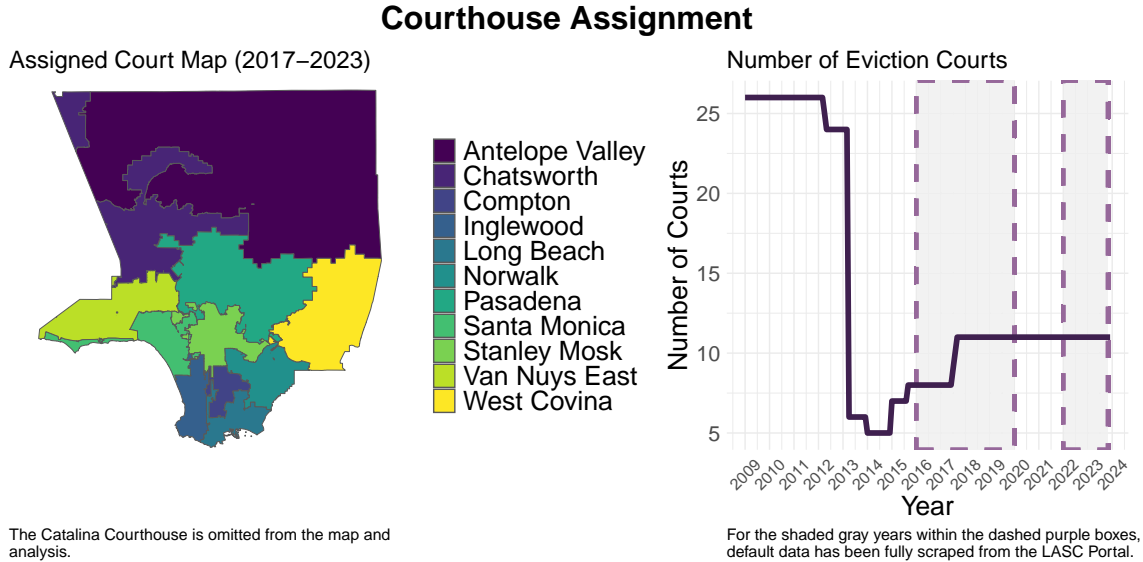 Courthouse Assignment
Assigned Court Map (2017–2023)
Antelope Valley
Chatsworth
Compton
Inglewood
Long Beach
Norwalk
Pasadena
Santa Monica
Stanley Mosk
Van Nuys East
West Covina
The Catalina Courthouse is omitted from the map and
analysis.
Number of Eviction Courts
Number of Courts
25
20
15
10
5
2009
2010
2011
2012
2013
2014
2015
2016
2017
2018
2019
2020
2021
2022
2023
2024
Year
For the shaded gray years within the dashed purple boxes,
default data has been fully scraped from the LASC Portal.